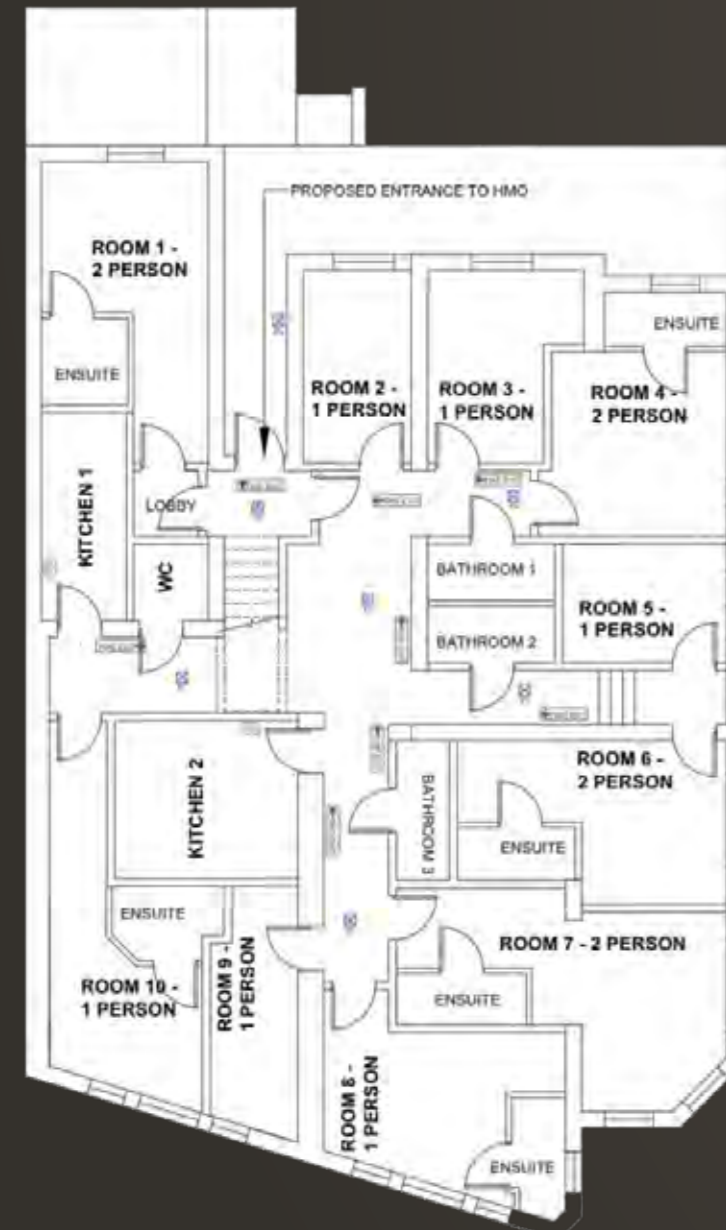 PROPOSED ENTRANCE TO HMO
ROOM 1 -
2 PERSON
ENSUITE
ROOM 2 -
1 PERSON
ROOM 3 -
1 PERSON
ENSUITE
ROOM 4 -
2 PERSON
KITCHEN 1
LOBBY
WC
BATHROOM 1
BATHROOM 2
ROOM 5 -
1 PERSON
KITCHEN 2
BATHROOM 3
ROOM 6 -
2 PERSON
ENSUITE
ENSUITE
ROOM 10 -
1 PERSON
ROOM 9 -
1 PERSON
ROOM 7 - 2 PERSON
ENSUITE
ROOM 8 -
1 PERSON
ENSUITE